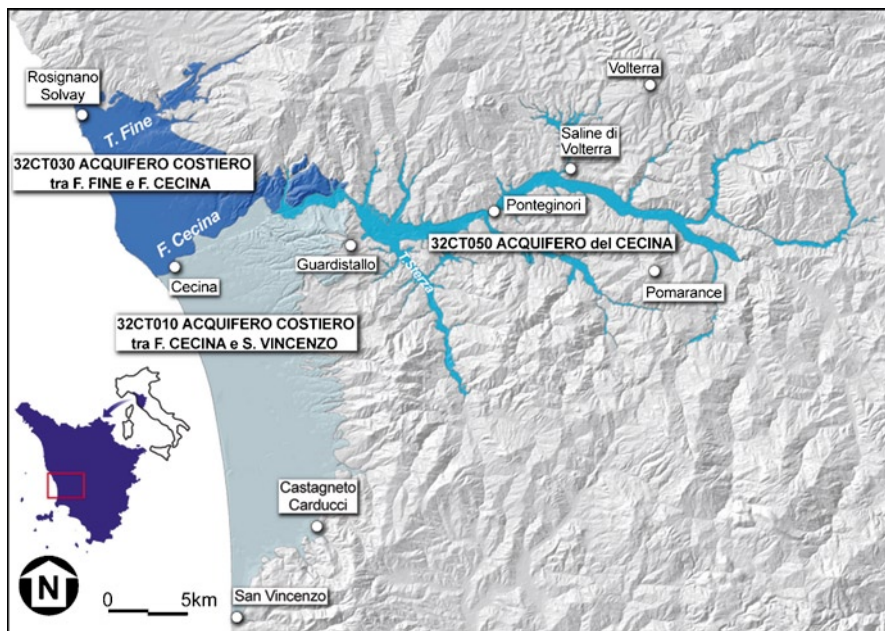 Volterra
Rosignano
Solvay
T. Fine
Saline di
Volterra
32CT030 ACQUIFERO COSTIERO
tra F. FINE e F. CECINA
Ponteginori
F. Cecina
Guardistallo
32CT050 ACQUIFERO del CECINA
T. Sterra
Cecina
Pomarance
32CT010 ACQUIFERO COSTIERO
tra F. CECINA e S. VINCENZO
Castagneto
Carducci
N
0 5km
San Vincenzo